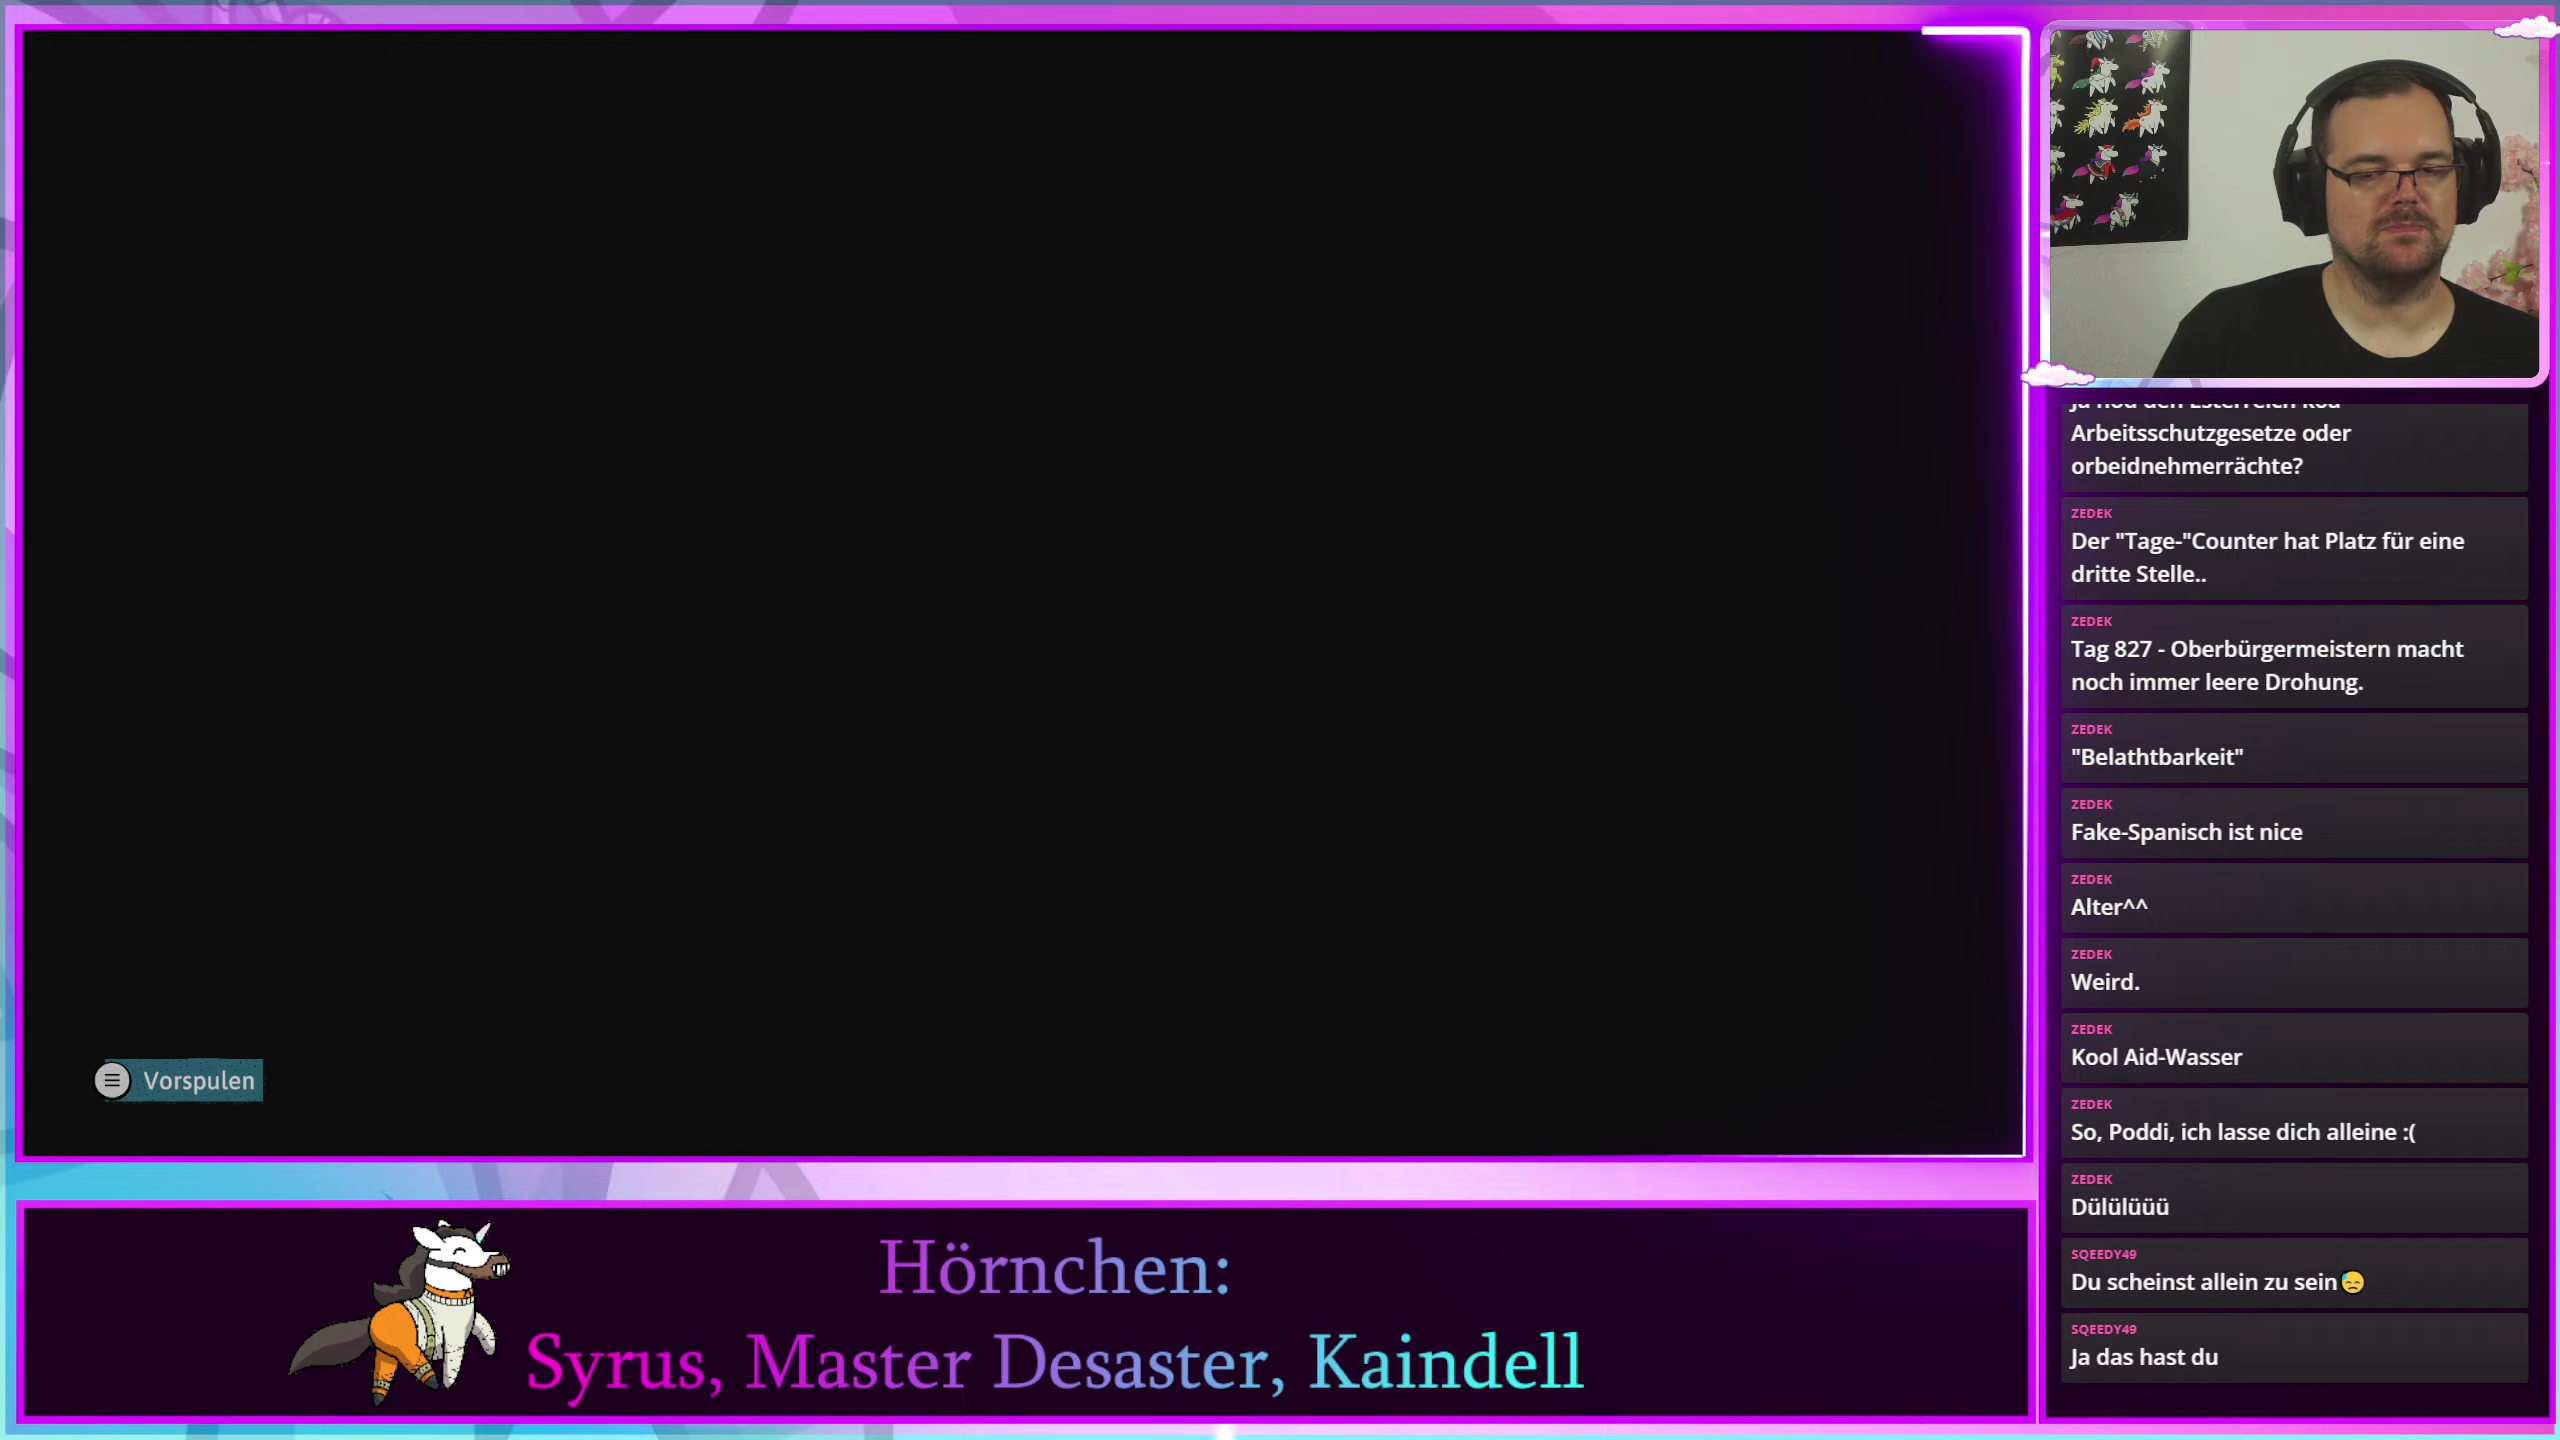 Arbeitsschutzgesetze oder
orbeidnehmerrächte?
ZEDEK
Der "Tage-"Counter hat Platz für eine
dritte Stelle..
ZEDEK
Tag 827 - Oberbürgermeistern macht
noch immer leere Drohung.
ZEDEK
"Belathtbarkeit"
ZEDEK
Fake-Spanisch ist nice
ZEDEK
Alter^^
ZEDEK
Weird.
ZEDEK
Kool Aid-Wasser
ZEDEK
So, Poddi, ich lasse dich alleine :(
ZEDEK
Dülülüüü
SQEEDY49
Du scheinst allein zu sein😓
SQEEDY49
Ja das hast du
Vorspulen
Hörnchen:
Syrus, Master Desaster, Kaindell